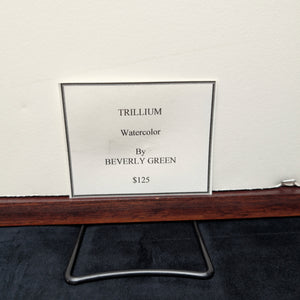 TRILLIUM
Watercolor
By
BEVERLY GREEN
$125